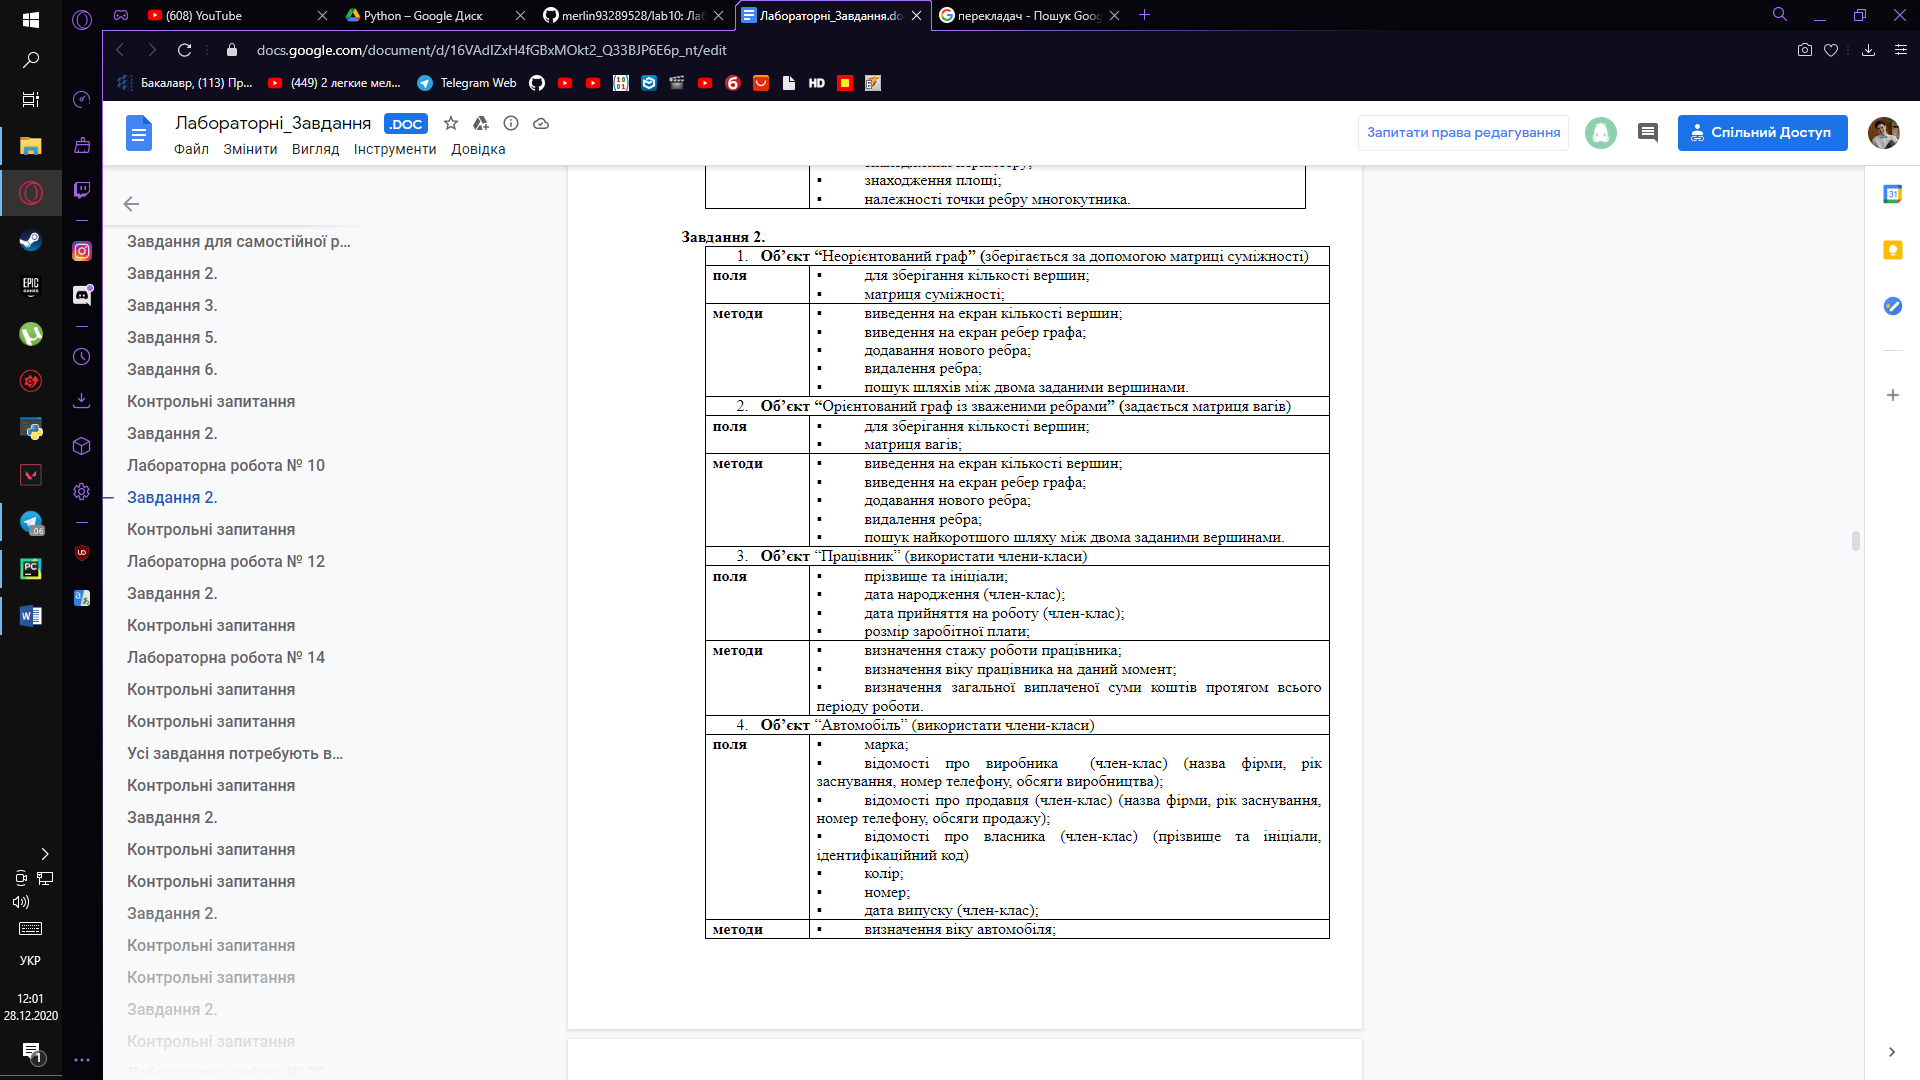 (608) YouTube
Python – Google Диск
merlin93289528/lab10: Ла
Лабораторні_Завдання.do
перекладач - Пошук Goog
docs.google.com/document/d/16VAdIZxH4fGBxMOkt2_Q33BJP6E6p_nt/edit
Бакалавр, (113) Пр...
(449) 2 легкие мел...
Telegram Web
HD
Лабораторні_Завдання
.DOC
Файл Змінити Вигляд Інструменти Довідка
Запитати права редагування
Спільний Доступ
Завдання для самостійної р...
Завдання 2.
Завдання 3.
Завдання 5.
Завдання 6.
Контрольні запитання
Завдання 2.
Лабораторна робота № 10
Завдання 2.
Контрольні запитання
Лабораторна робота № 12
Завдання 2.
Контрольні запитання
Лабораторна робота № 14
Контрольні запитання
Контрольні запитання
Усі завдання потребують в...
Контрольні запитання
Завдання 2.
Контрольні запитання
Контрольні запитання
Завдання 2.
Контрольні запитання
Контрольні запитання
Завдання 2.
Контрольні запитання
знаходження площі;
належності точки ребру многокутника.
Завдання 2.
1. Об’єкт “Неорієнтований граф” (зберігається за допомогою матриці суміжності)
поля
для зберігання кількості вершин;
матриця суміжності;
методи
виведення на екран кількості вершин;
виведення на екран ребер графа;
додавання нового ребра;
видалення ребра;
пошук шляхів між двома заданими вершинами.
2. Об’єкт “Орієнтований граф із зваженими ребрами” (задається матриця вагів)
поля
для зберігання кількості вершин;
матриця вагів;
методи
виведення на екран кількості вершин;
виведення на екран ребер графа;
додавання нового ребра;
видалення ребра;
пошук найкоротшого шляху між двома заданими вершинами.
3. Об’єкт “Працівник” (використати члени-класи)
поля
прізвище та ініціали;
дата народження (член-клас);
дата прийняття на роботу (член-клас);
розмір заробітної плати;
методи
визначення стажу роботи працівника;
визначення віку працівника на даний момент;
визначення загальної виплаченої суми коштів протягом всього
періоду роботи.
4. Об’єкт “Автомобіль” (використати члени-класи)
поля
марка;
відомості про виробника (член-клас) (назва фірми, рік
заснування, номер телефону, обсяги виробництва);
відомості про продавця (член-клас) (назва фірми, рік заснування,
номер телефону, обсяги продажу);
відомості про власника (член-клас) (прізвище та ініціали,
ідентифікаційний код)
колір;
номер;
дата випуску (член-клас);
методи
визначення віку автомобіля;
EPIC
GAMES
PC
W
.06
31
УКР
12:01
28.12.2020
1